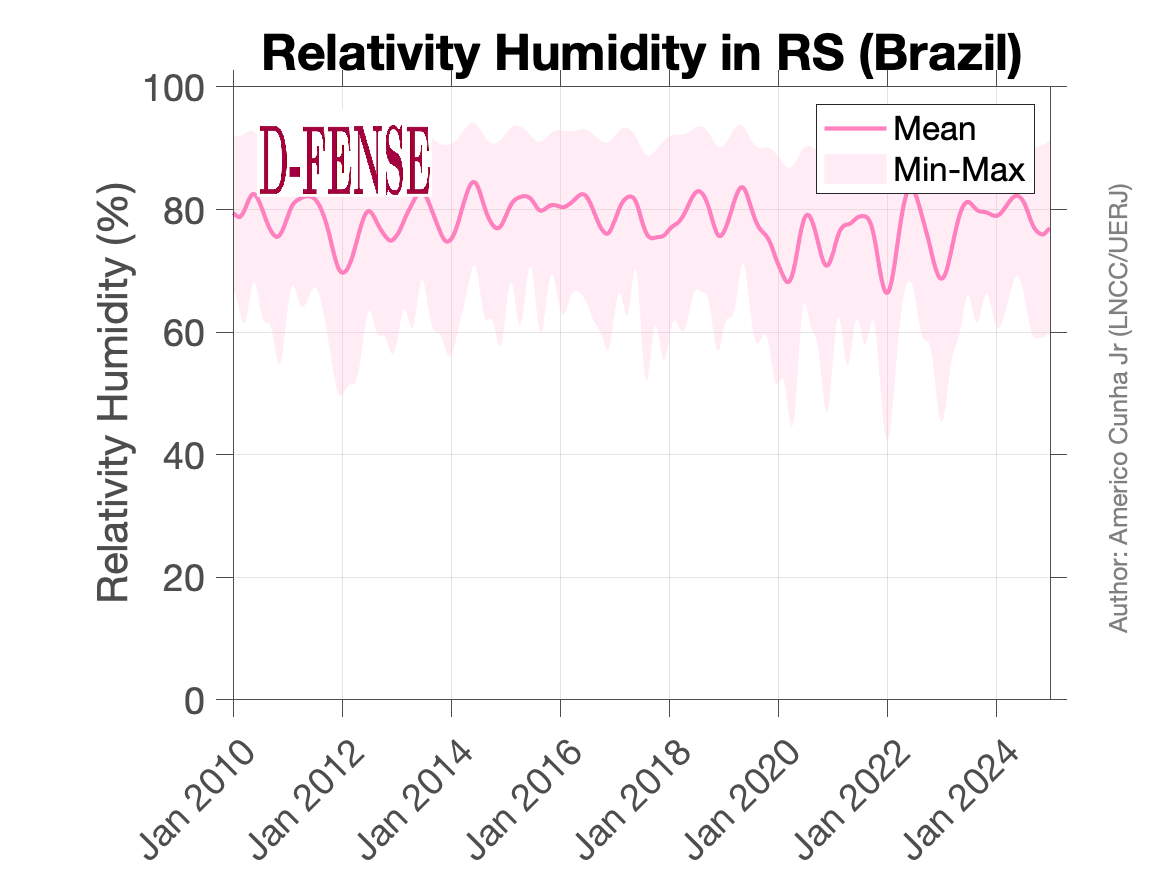 Relativity Humidity in RS (Brazil)
D-FENSE
Mean
Min-Max
Relativity Humidity (%)
100
80
60
40
20
0
Jan 2010
Jan 2012
Jan 2014
Jan 2016
Jan 2018
Jan 2020
Jan 2022
Jan 2024
Author: Americo Cunha Jr (LNCC/UERJ)